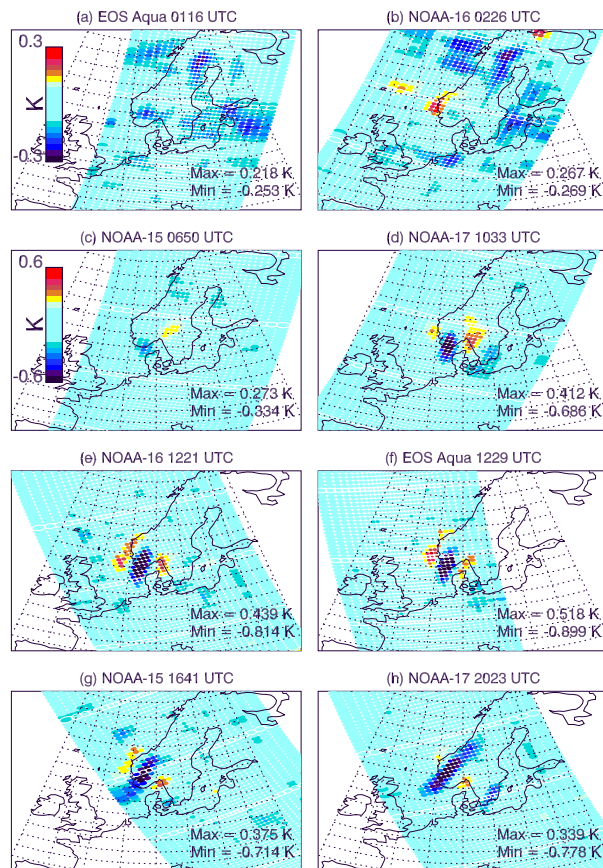 (a) EOS Aqua 0116 UTC
0.3
K
-0.3
Max = 0.218 K
Min = -0.253 K
(b) NOAA-16 0226 UTC
Max = 0.267 K
Min = -0.269 K
(c) NOAA-15 0650 UTC
0.6
K
-0.6
Max = 0.273 K
Min = -0.334 K
(d) NOAA-17 1033 UTC
Max = 0.412 K
Min = -0.686 K
(e) NOAA-16 1221 UTC
Max = 0.439 K
Min = -0.814 K
(f) EOS Aqua 1229 UTC
Max = 0.518 K
Min = -0.899 K
(g) NOAA-15 1641 UTC
Max = 0.375 K
Min = -0.714 K
(h) NOAA-17 2023 UTC
Max = 0.339 K
Min = -0.778 K